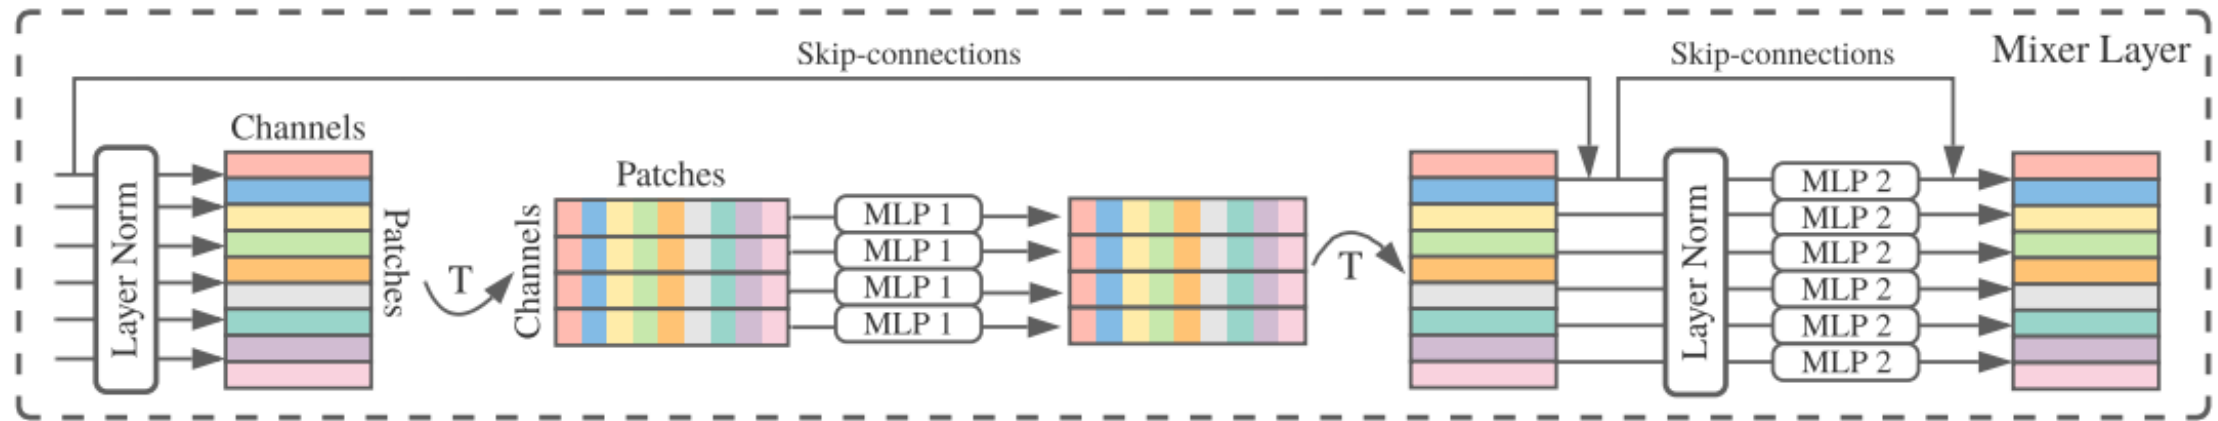 Skip-connections
Skip-connections
Mixer Layer
Channels
Layer Norm
Patches
T
Patches
Channels
MLP 1
MLP 1
MLP 1
MLP 1
T
Layer Norm
MLP 2
MLP 2
MLP 2
MLP 2
MLP 2
MLP 2